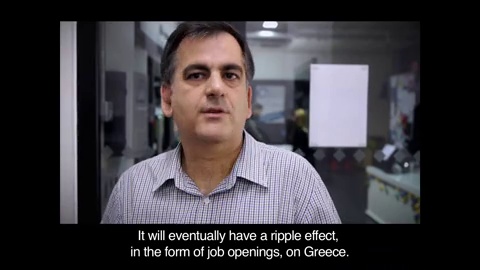 It will eventually have a ripple effect,
in the form of job openings, on Greece.